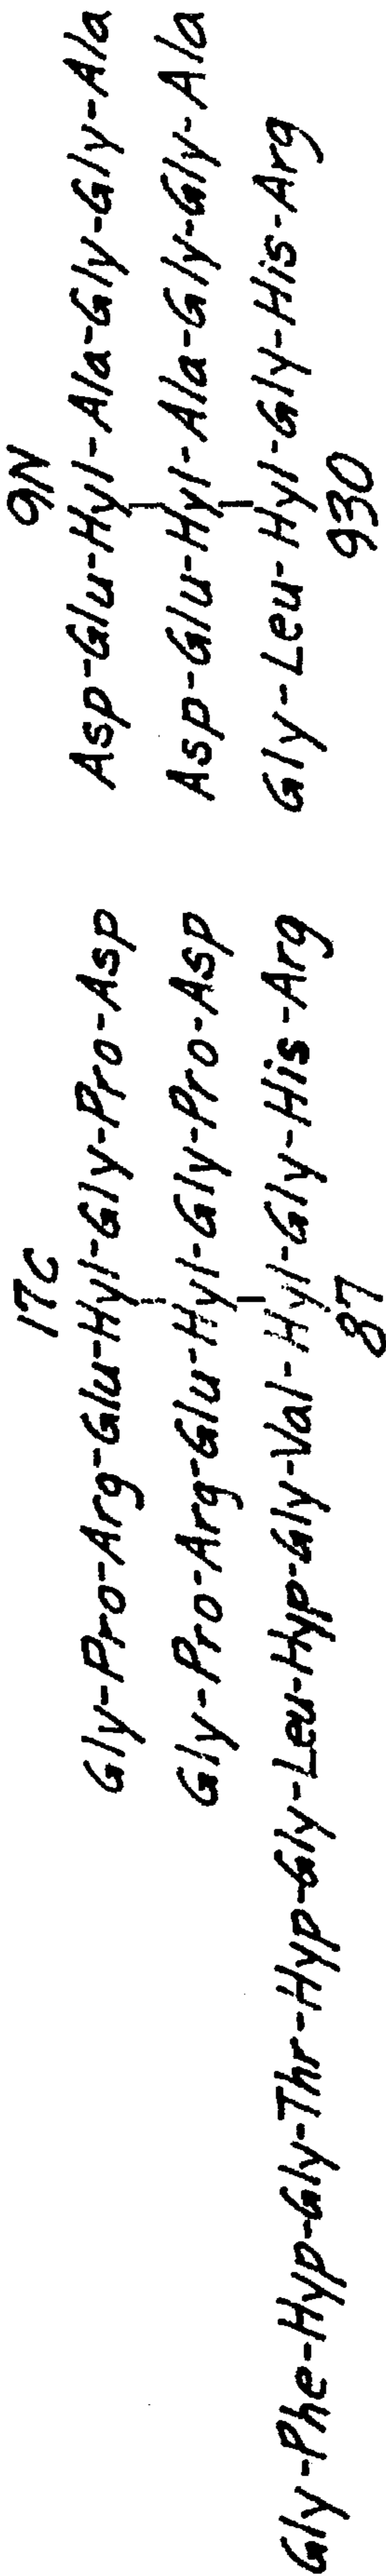 17C
Gly-Pro-Arg-Glu-Hyl-Gly-Pro-Asp
Gly-Pro-Arg-Glu-Hyl-Gly-Pro-Asp
Gly-Phe-Hyp-Gly-Thr-Hyp-Gly-Leu-Hyp-Gly-Val-Hyl-Gly-His-Arg
87
9N
Asp-Glu-Hyl-Ala-Gly-Gly-Ala
Asp-Glu-Hyl-Ala-Gly-Gly-Ala
Gly-Leu-Hyl-Gly-His-Arg
930